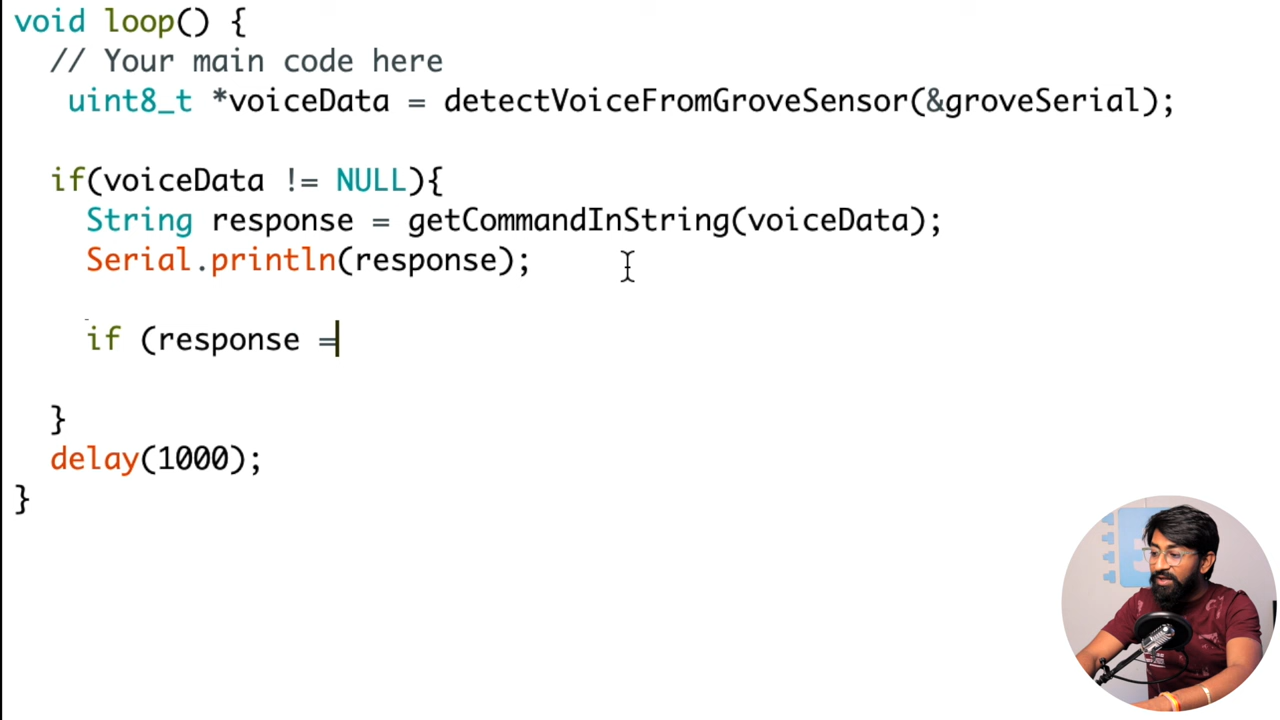 void loop() {
// Your main code here
uint8_t *voiceData = detectVoiceFromGroveSensor(&groveSerial);
if(voiceData != NULL){
String response = getCommandInString(voiceData);
Serial.println(response);
if (response =
}
delay(1000);
}